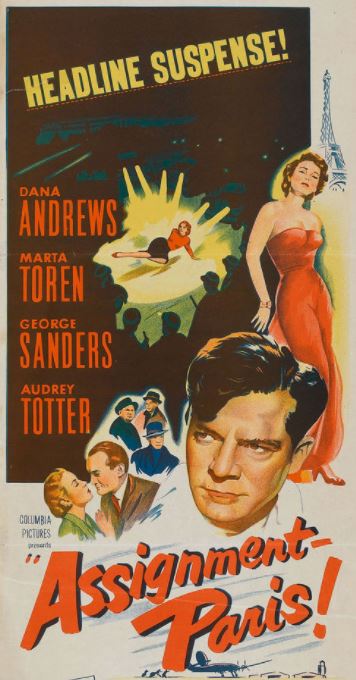 HEADLINE SUSPENSE!
DANA
ANDREWS
MARTA
TOREN
GEORGE
SANDERS
AUDREY
TOTTER
COLUMBIA
PICTURES
presents
"Assignment-
Paris!